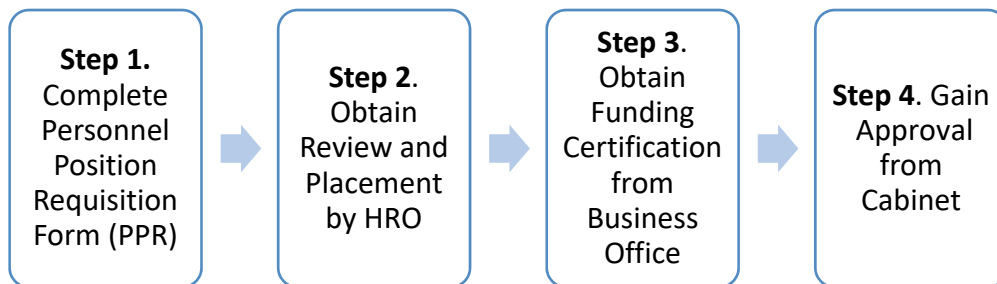 Step 1.
Complete
Personnel
Position
Requisition
Form (PPR)
Step 2.
Obtain
Review and
Placement
by HRO
Step 3.
Obtain
Funding
Certification
from
Business
Office
Step 4. Gain
Approval
from
Cabinet